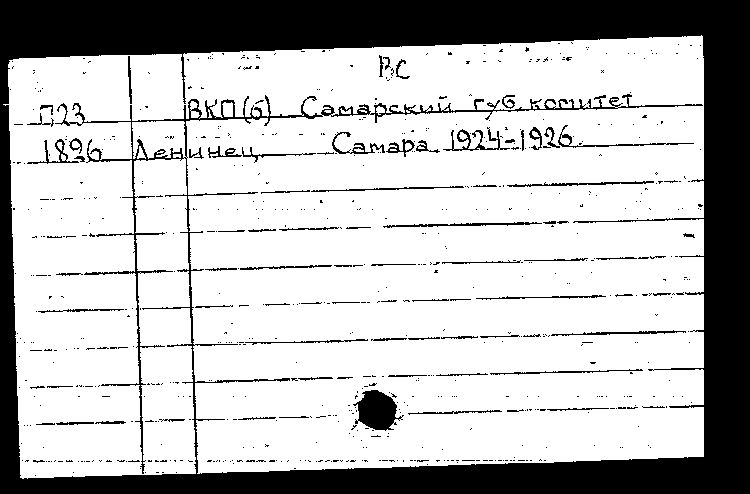 ВС
П23 ВКП(б) Самарский губ. комитет
1896 Ленинец. Самара. 1924-1926.